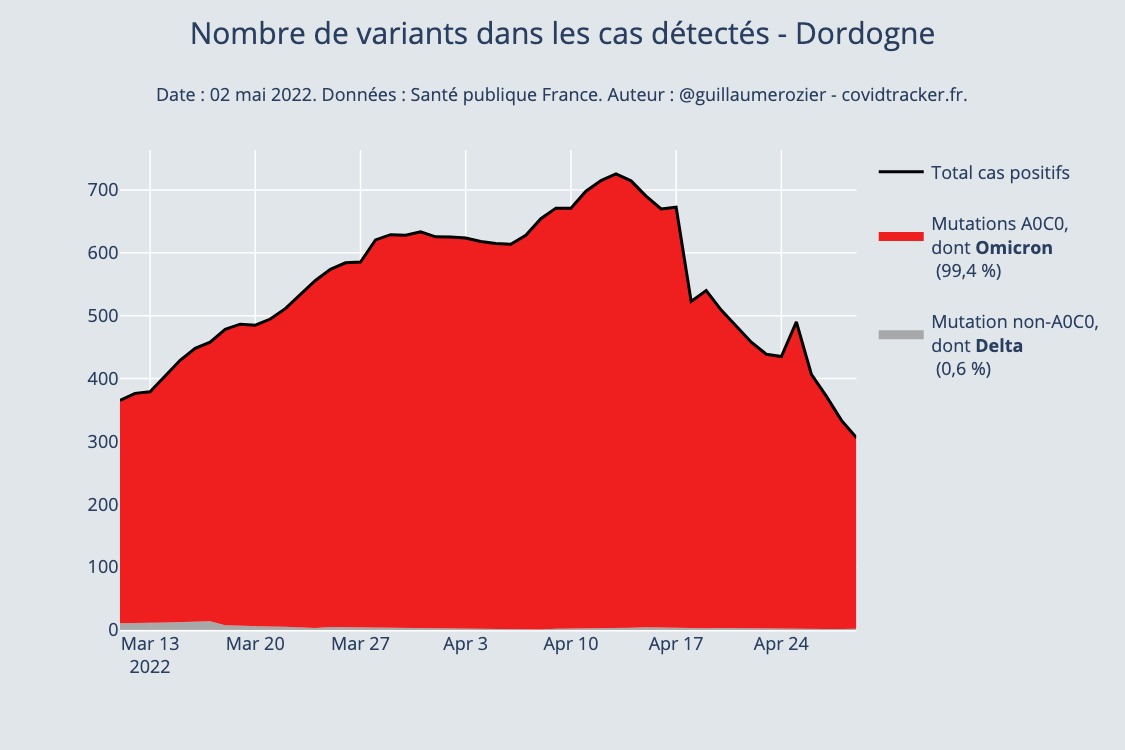 Nombre de variants dans les cas détectés - Dordogne
Date : 02 mai 2022. Données : Santé publique France. Auteur : @guillaumerozier - covidtracker.fr.
700
600
500
400
300
200
100
0
Mar 13
2022
Mar 20
Mar 27
Apr 3
Apr 10
Apr 17
Apr 24
Total cas positifs
Mutations A0C0,
dont Omicron
(99,4 %)
Mutation non-A0C0,
dont Delta
(0,6 %)